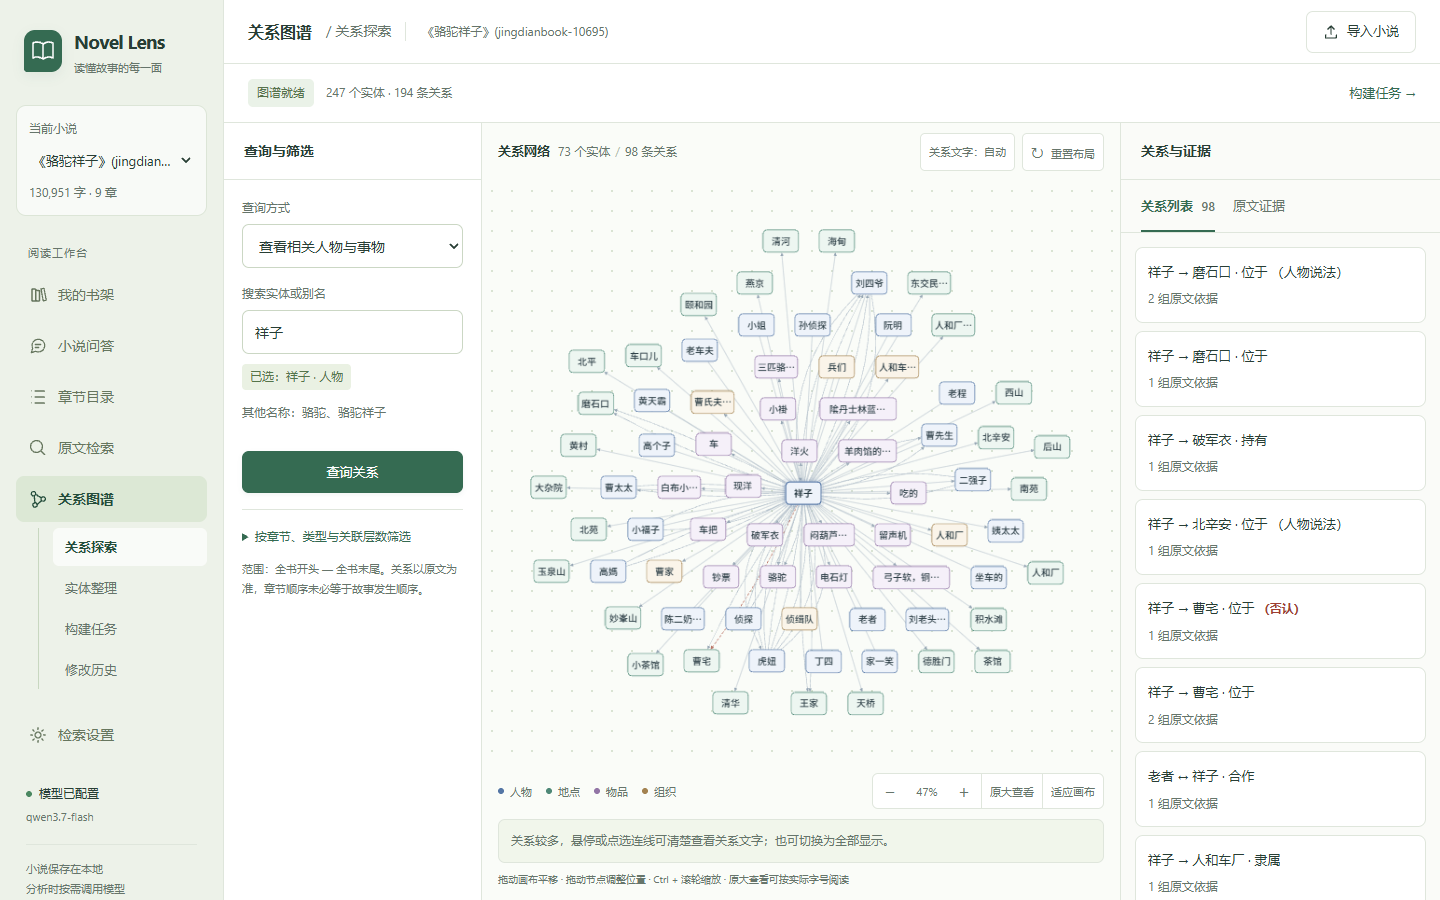 Novel Lens
读懂故事的每一面
当前小说
《骆驼祥子》(jingdian...
130,951 字 · 9 章
阅读工作台
我的书架
小说问答
章节目录
原文检索
关系图谱
关系探索
实体整理
构建任务
修改历史
检索设置
模型已配置
qwen3.7-flash
小说保存在本地
分析时按需调用模型
关系图谱 / 关系探索 《骆驼祥子》(jingdianbook-10695)
导入小说
图谱就绪 247 个实体 · 194 条关系
构建任务 →
查询与筛选
查询方式
查看相关人物与事物
搜索实体或别名
祥子
已选：祥子 · 人物
其他名称：骆驼、骆驼祥子
查询关系
按章节、类型与关联层数筛选
范围：全书开头 — 全书末尾。关系以原文为
准，章节顺序未必等于故事发生顺序。
关系网络 73 个实体 / 98 条关系
关系文字：自动
重置布局
清河 海甸
燕京 刘四爷 东交民…
颐和园
小姐 孙侦探 阮明 人和厂…
北平 车口儿 老车夫
三匹骆… 兵们 人和车…
磨石口 黄天霸 曹氏夫… 老程 西山
小褂 阴丹士林蓝…
黄村 高个子 车 曹先生 北辛安 后山
洋火 羊肉馅的…
大杂院 曹太太 白布小… 现洋 祥子 吃的 二强子 南苑
北苑 小福子 车把 破军衣 闷葫芦… 留声机 人和厂 姨太太
玉泉山 高妈 曹家 钞票 骆驼 电石灯 弓子软，铜… 坐车的 人和厂
妙峰山 陈二奶… 侦探 侦缉队 老者 刘老头… 积水滩
小茶馆 曹宅 虎妞 丁四 家一笑 德胜门 茶馆
清华 王家 天桥
人物 地点 物品 组织
− 47% + 原大查看 适应画布
关系较多，悬停或点选连线可清楚查看关系文字；也可切换为全部显示。
拖动画布平移 · 拖动节点调整位置 · Ctrl + 滚轮缩放 · 原大查看可按实际字号阅读
关系与证据
关系列表 98 原文证据
祥子 → 磨石口 · 位于 （人物说法）
2 组原文依据
祥子 → 磨石口 · 位于
1 组原文依据
祥子 → 破军衣 · 持有
1 组原文依据
祥子 → 北辛安 · 位于 （人物说法）
1 组原文依据
祥子 → 曹宅 · 位于 （否认）
1 组原文依据
祥子 → 曹宅 · 位于
2 组原文依据
老者 ↔ 祥子 · 合作
1 组原文依据
祥子 → 人和车厂 · 隶属
1 组原文依据